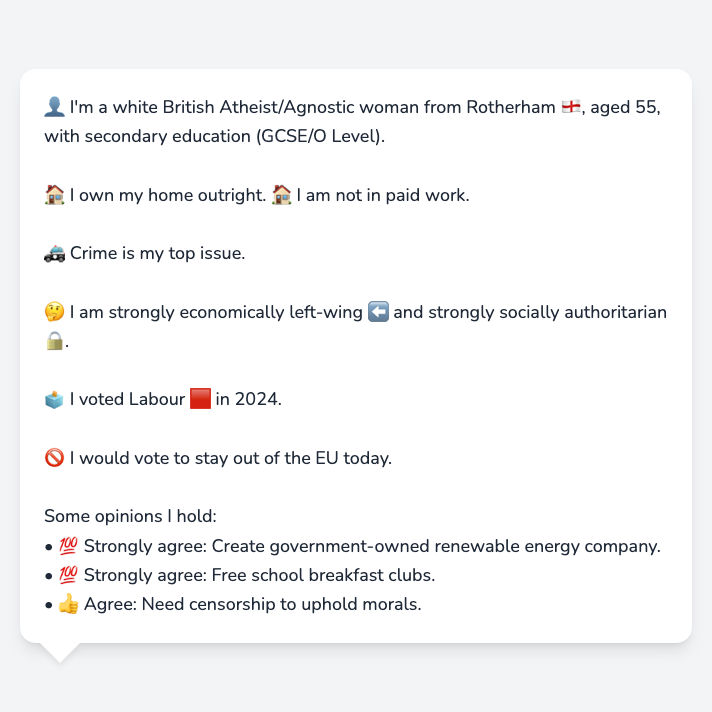 👤 I'm a white British Atheist/Agnostic woman from Rotherham 🏴󠁧󠁢󠁥󠁮󠁧󠁿, aged 55,
with secondary education (GCSE/O Level).
🏠 I own my home outright. 🏠 I am not in paid work.
🚓 Crime is my top issue.
🤔 I am strongly economically left-wing ⬅️ and strongly socially authoritarian
🔒.
🗳️ I voted Labour 🟥 in 2024.
🚫 I would vote to stay out of the EU today.
Some opinions I hold:
• 💯 Strongly agree: Create government-owned renewable energy company.
• 💯 Strongly agree: Free school breakfast clubs.
• 👍 Agree: Need censorship to uphold morals.